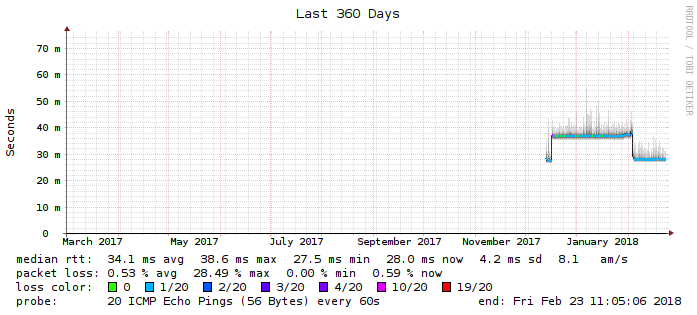 Last 360 Days
RRDTOOL / TOBI OETIKER
Seconds
70 m
60 m
50 m
40 m
30 m
20 m
10 m
0
March 2017 May 2017 July 2017 September 2017 November 2017 January 2018
median rtt: 34.1 ms avg 38.6 ms max 27.5 ms min 28.0 ms now 4.2 ms sd 8.1 am/s
packet loss: 0.53 % avg 28.49 % max 0.00 % min 0.59 % now
loss color: 0 1/20 2/20 3/20 4/20 10/20 19/20
probe: 20 ICMP Echo Pings (56 Bytes) every 60s end: Fri Feb 23 11:05:06 2018